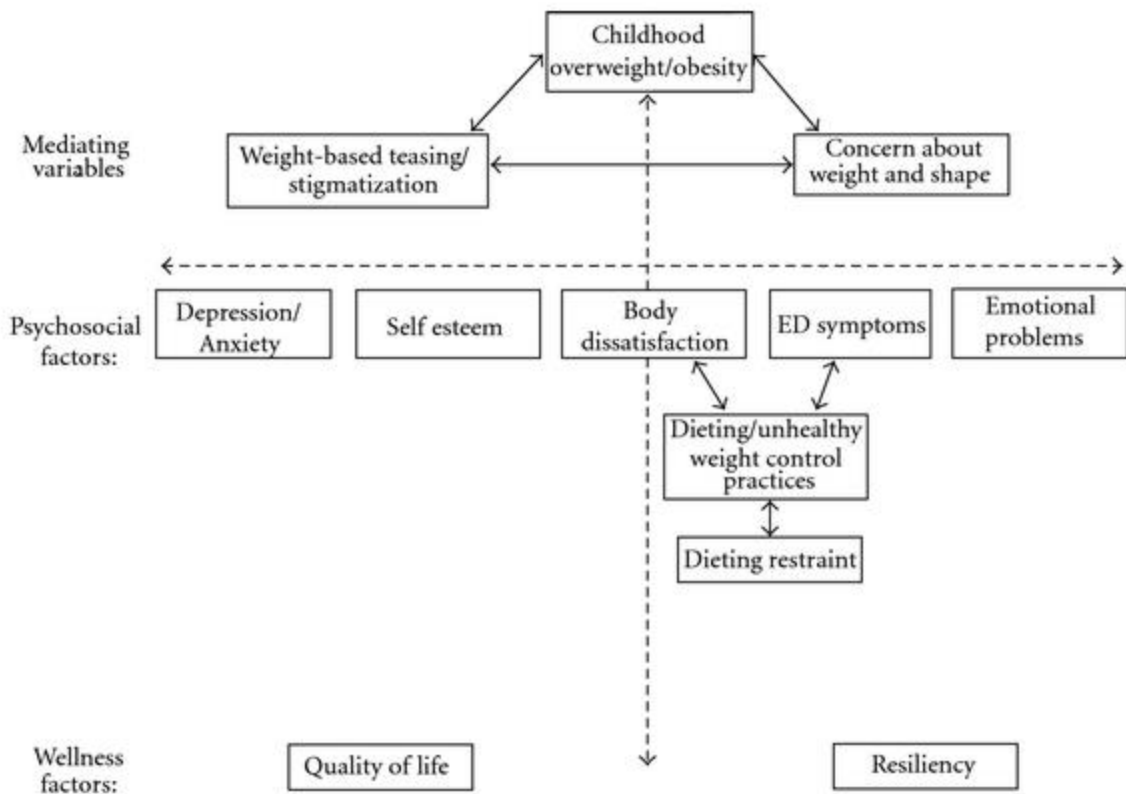 Childhood
overweight/obesity
Mediating
variables
Weight-based teasing/
stigmatization
Concern about
weight and shape
Psychosocial
factors:
Depression/
Anxiety
Self esteem
Body
dissatisfaction
ED symptoms
Emotional
problems
Dieting/unhealthy
weight control
practices
Dieting restraint
Wellness
factors:
Quality of life
Resiliency